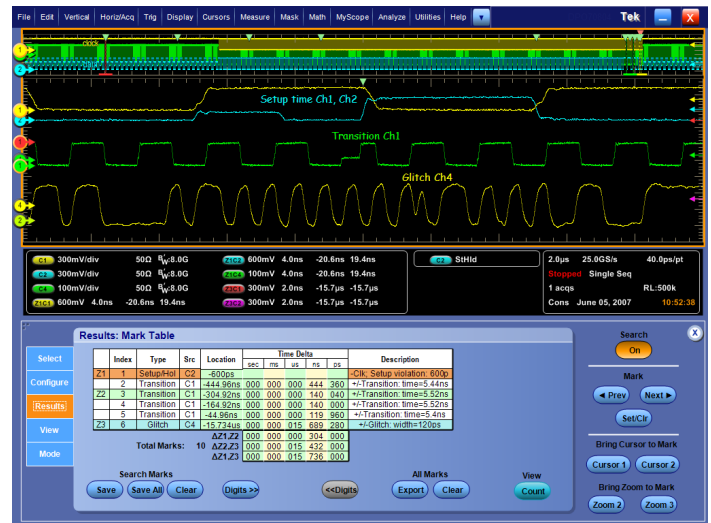 File Edit Vertical Horiz/Acq Trig Display Cursors Measure Mask Math MyScope Analyze Utilities Help Tek X
clock
Setup time Ch1, Ch2
Transition Ch1
Glitch Ch4
C1 300mV/div 50Ω BW:8.0G Z1C2 600mV 4.0ns -20.6ns 19.4ns C2 StHld 2.0µs 25.0GS/s 40.0ps/pt
C2 300mV/div 50Ω BW:8.0G Z1C4 100mV 4.0ns -20.6ns 19.4ns Stopped Single Seq
C4 100mV/div 50Ω BW:8.0G Z3C1 300mV 2.0ns -15.7µs -15.7µs 1 acqs RL:500k
Z1C1 600mV 4.0ns -20.6ns 19.4ns Z3C2 300mV 2.0ns -15.7µs -15.7µs Cons June 05, 2007 10:52:38
Results: Mark Table
Select
Configure
Results
View
Mode
Index Type Src Location Time Delta Description
sec ms µs ns ps
Z1 1 Setup/Hol C2 -600ps -Clk; Setup violation: 600p
2 Transition C1 -444.96ns 000 000 000 444 360 +/-Transition: time=5.44ns
Z2 3 Transition C1 -304.92ns 000 000 000 140 040 +/-Transition: time=5.52ns
4 Transition C1 -164.92ns 000 000 000 140 000 +/-Transition: time=5.52ns
5 Transition C1 -44.96ns 000 000 000 119 960 +/-Transition: time=5.4ns
Z3 6 Glitch C4 -15.734us 000 000 015 689 280 +/-Glitch: width=120ps
ΔZ1.Z2 000 000 000 304 000
Total Marks: 10 ΔZ2.Z3 000 000 015 432 000
ΔZ1.Z3 000 000 015 736 000
Search Marks All Marks View
Save Save All Clear Digits >> <<Digits Export Clear Count
Search X
On
Mark
Prev Next
Set/Clr
Bring Cursor to Mark
Cursor 1 Cursor 2
Bring Zoom to Mark
Zoom 2 Zoom 3